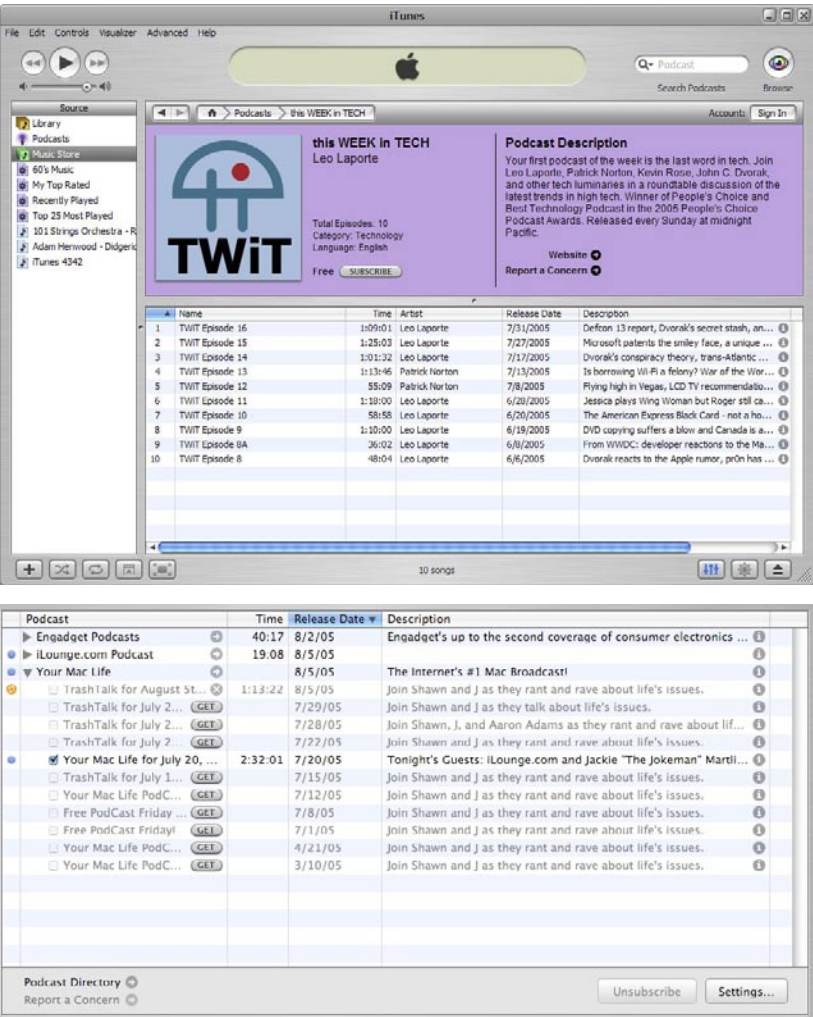 iTunes
File Edit Controls Visualizer Advanced Help
Podcast
Search Podcasts
Browse
Source
Library
Podcasts
Music Store
60's Music
My Top Rated
Recently Played
Top 25 Most Played
101 Strings Orchestra - R
Adam Henwood - Didgeric
iTunes 4342
Podcasts this WEEK in TECH
Account: Sign In
TWiT
this WEEK in TECH
Leo Laporte
Total Episodes: 10
Category: Technology
Language: English
Free SUBSCRIBE
Podcast Description
Your first podcast of the week is the last word in tech. Join
Leo Laporte, Patrick Norton, Kevin Rose, John C. Dvorak,
and other tech luminaries in a roundtable discussion of the
latest trends in high tech. Winner of People's Choice and
Best Technology Podcast in the 2005 People's Choice
Podcast Awards. Released every Sunday at midnight
Pacific.
Website
Report a Concern
Name Time Artist Release Date Description
1 TWiT Episode 16 1:09:01 Leo Laporte 7/31/2005 Defcon 13 report, Dvorak's secret stash, an...
2 TWiT Episode 15 1:25:03 Leo Laporte 7/27/2005 Microsoft patents the smiley face, a unique ...
3 TWiT Episode 14 1:01:32 Leo Laporte 7/17/2005 Dvorak's conspiracy theory, trans-Atlantic ...
4 TWiT Episode 13 1:13:46 Patrick Norton 7/13/2005 Is borrowing Wi-Fi a felony? War of the Wor...
5 TWiT Episode 12 55:09 Patrick Norton 7/8/2005 Flying high in Vegas, LCD TV recommendatio...
6 TWiT Episode 11 1:18:00 Leo Laporte 6/28/2005 Jessica plays Wing Woman but Roger still ca...
7 TWiT Episode 10 58:58 Leo Laporte 6/20/2005 The American Express Black Card - not a ho...
8 TWiT Episode 9 1:10:00 Leo Laporte 6/19/2005 DVD copying suffers a blow and Canada is a...
9 TWiT Episode 8A 36:02 Leo Laporte 6/8/2005 From WWDC: developer reactions to the Ma...
10 TWiT Episode 8 48:04 Leo Laporte 6/6/2005 Dvorak reacts to the Apple rumor, pr0n has ...
10 songs
Podcast Time Release Date Description
Engadget Podcasts 40:17 8/2/05 Engadget's up to the second coverage of consumer electronics ...
iLounge.com Podcast 19:08 8/5/05
Your Mac Life 8/5/05 The Internet's #1 Mac Broadcast!
TrashTalk for August 5t... 1:13:22 8/5/05 Join Shawn and J as they rant and rave about life's issues.
TrashTalk for July 2... GET 7/29/05 Join Shawn and J as they talk about life's issues.
TrashTalk for July 2... GET 7/28/05 Join Shawn, J, and Aaron Adams as they rant and rave about lif...
TrashTalk for July 2... GET 7/22/05 Join Shawn and J as they rant and rave about life's issues.
Your Mac Life for July 20, ... 2:32:01 7/20/05 Tonight's Guests: iLounge.com and Jackie "The Jokeman" Martli...
TrashTalk for July 1... GET 7/15/05 Join Shawn and J as they rant and rave about life's issues.
Your Mac Life PodC... GET 7/12/05 Join Shawn and J as they rant and rave about life's issues.
Free PodCast Friday ... GET 7/8/05 Join Shawn and J as they rant and rave about life's issues.
Free PodCast Friday! GET 7/1/05 Join Shawn and J as they rant and rave about life's issues.
Your Mac Life PodC... GET 4/21/05 Join Shawn and J as they rant and rave about life's issues.
Your Mac Life PodC... GET 3/10/05 Join Shawn and J as they rant and rave about life's issues.
Podcast Directory
Report a Concern
Unsubscribe Settings...